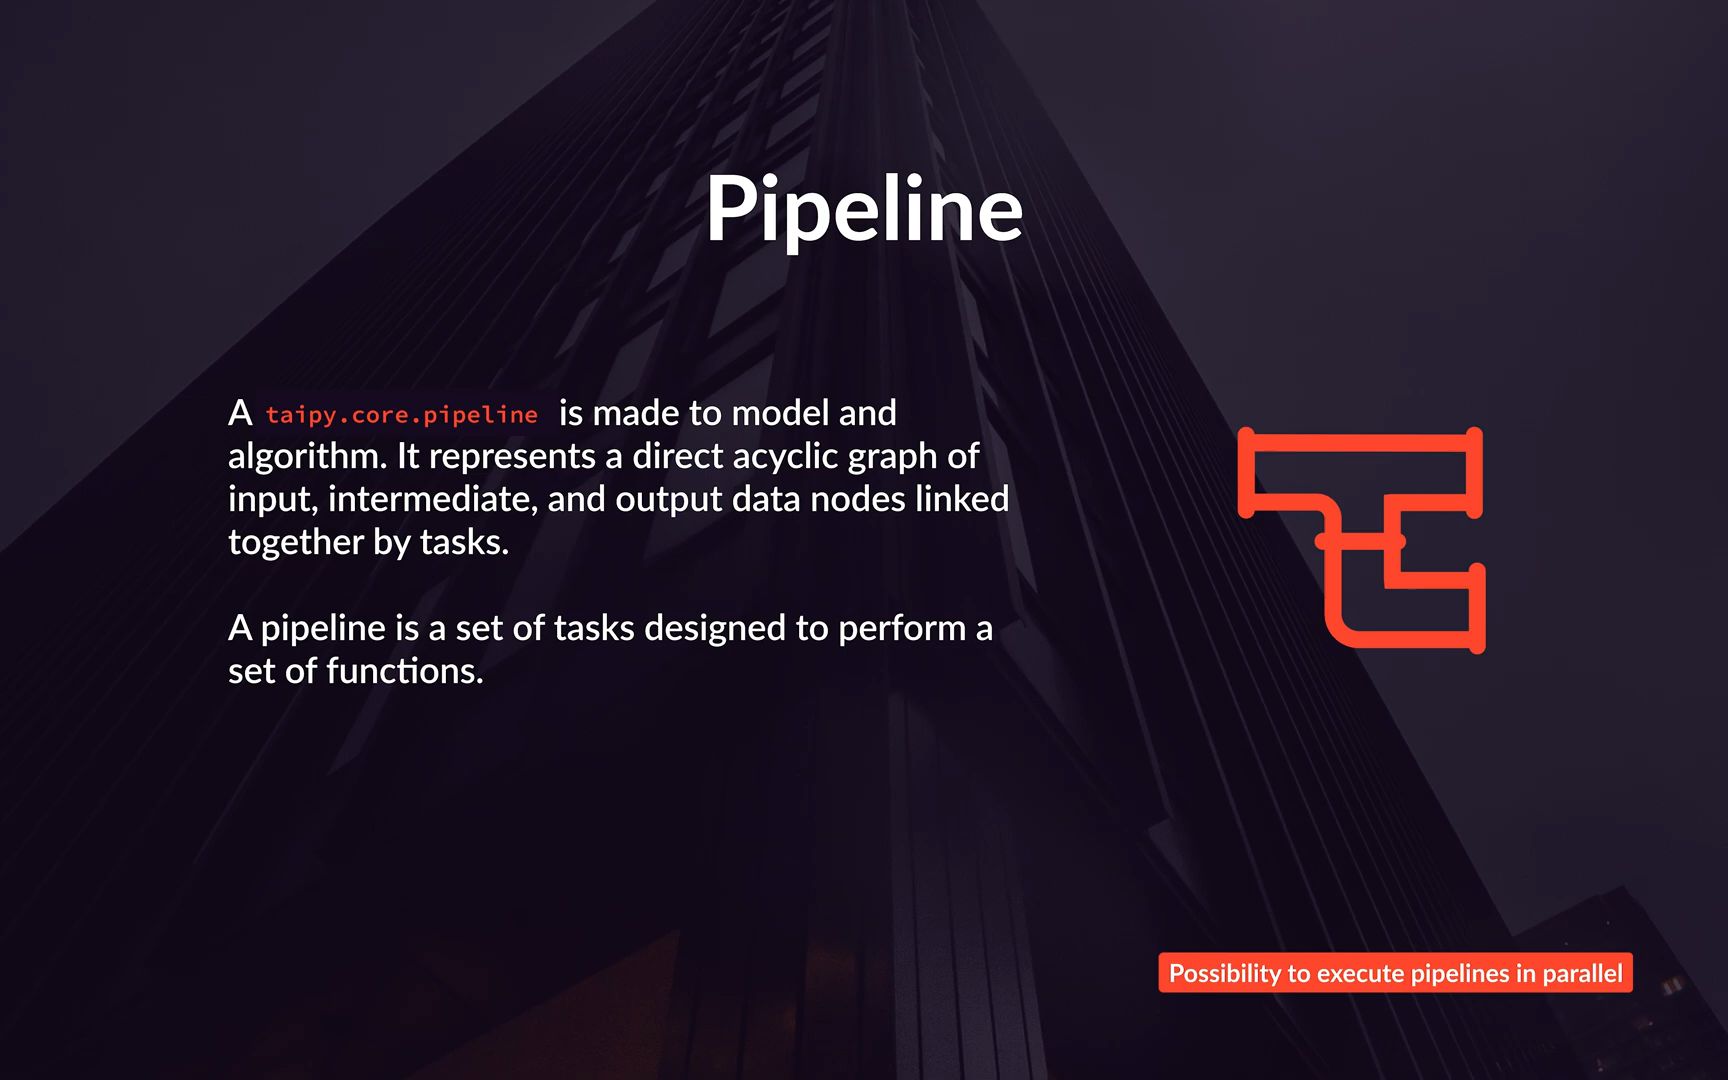 Pipeline
A taipy.core.pipeline is made to model and
algorithm. It represents a direct acyclic graph of
input, intermediate, and output data nodes linked
together by tasks.
A pipeline is a set of tasks designed to perform a
set of functions.
Possibility to execute pipelines in parallel